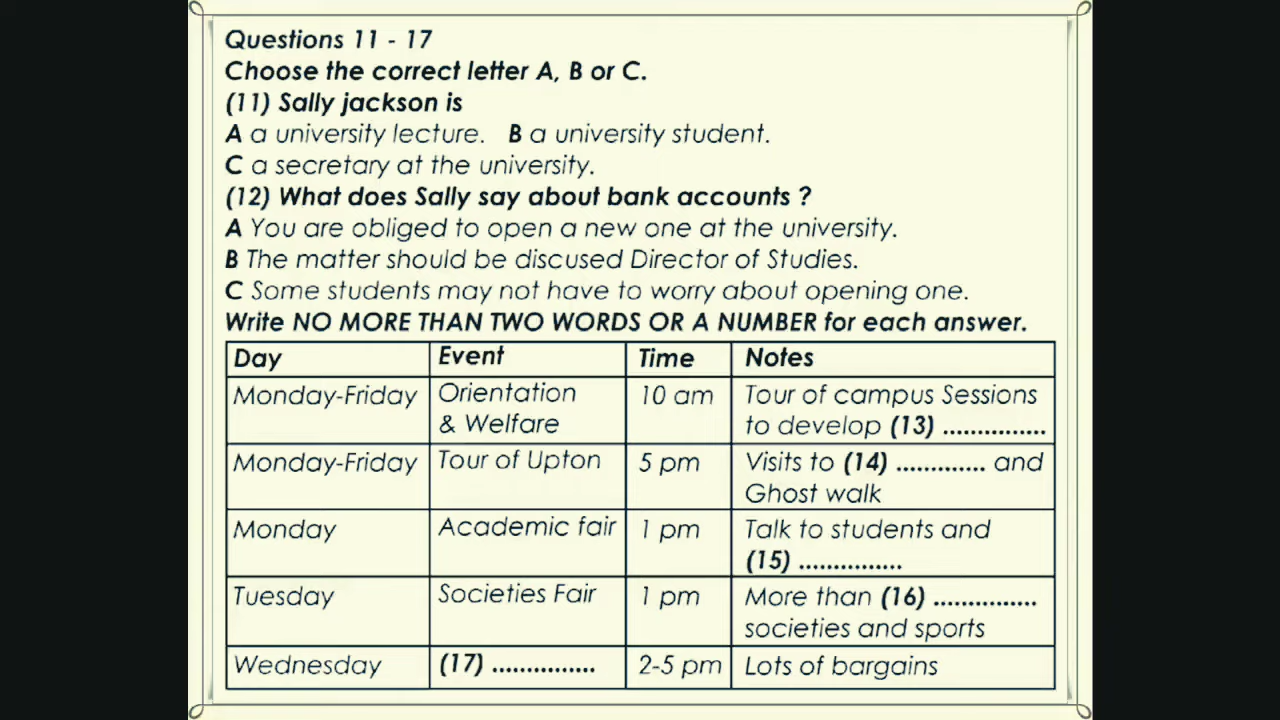 Questions 11 - 17
Choose the correct letter A, B or C.
(11) Sally jackson is
A a university lecture. B a university student.
C a secretary at the university.
(12) What does Sally say about bank accounts ?
A You are obliged to open a new one at the university.
B The matter should be discused Director of Studies.
C Some students may not have to worry about opening one.
Write NO MORE THAN TWO WORDS OR A NUMBER for each answer.
Day Event Time Notes
Monday-Friday Orientation 10 am Tour of campus Sessions
& Welfare to develop (13) ...............
Monday-Friday Tour of Upton 5 pm Visits to (14) ............. and
Ghost walk
Monday Academic fair 1 pm Talk to students and
(15) ...............
Tuesday Societies Fair 1 pm More than (16) ...............
societies and sports
Wednesday (17) ............... 2-5 pm Lots of bargains